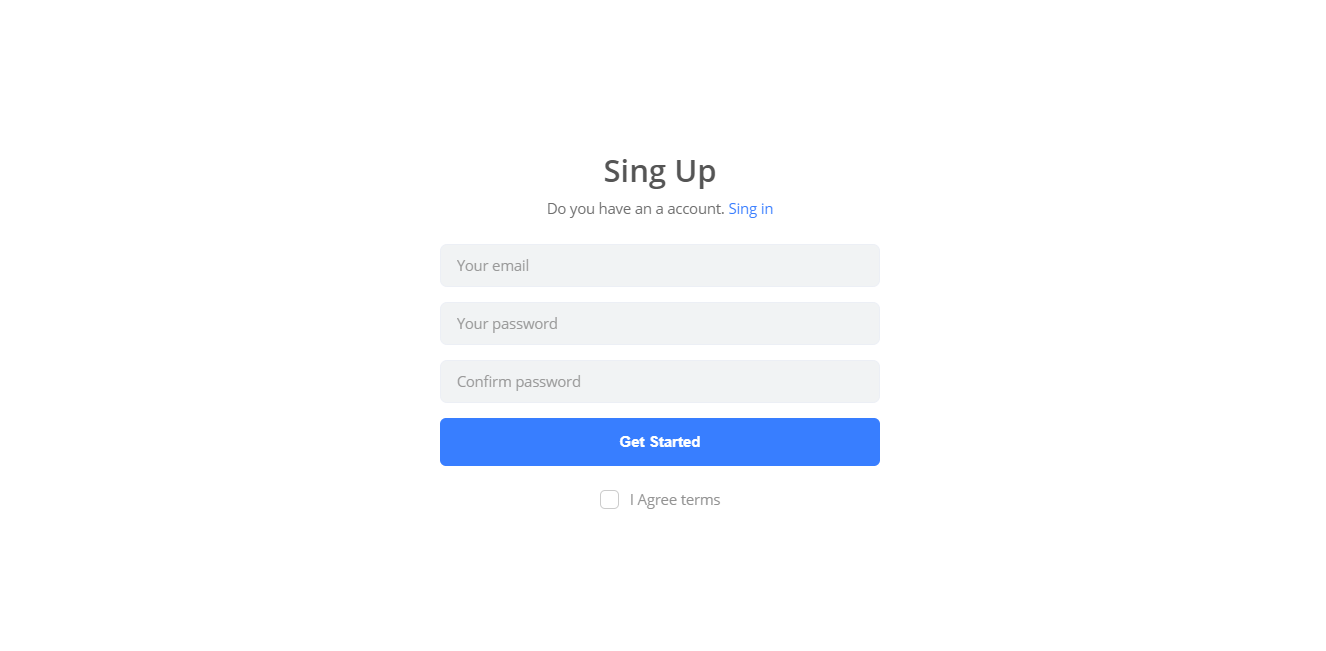 Sing Up
Do you have an a account. Sing in
Your email
Your password
Confirm password
Get Started
I Agree terms